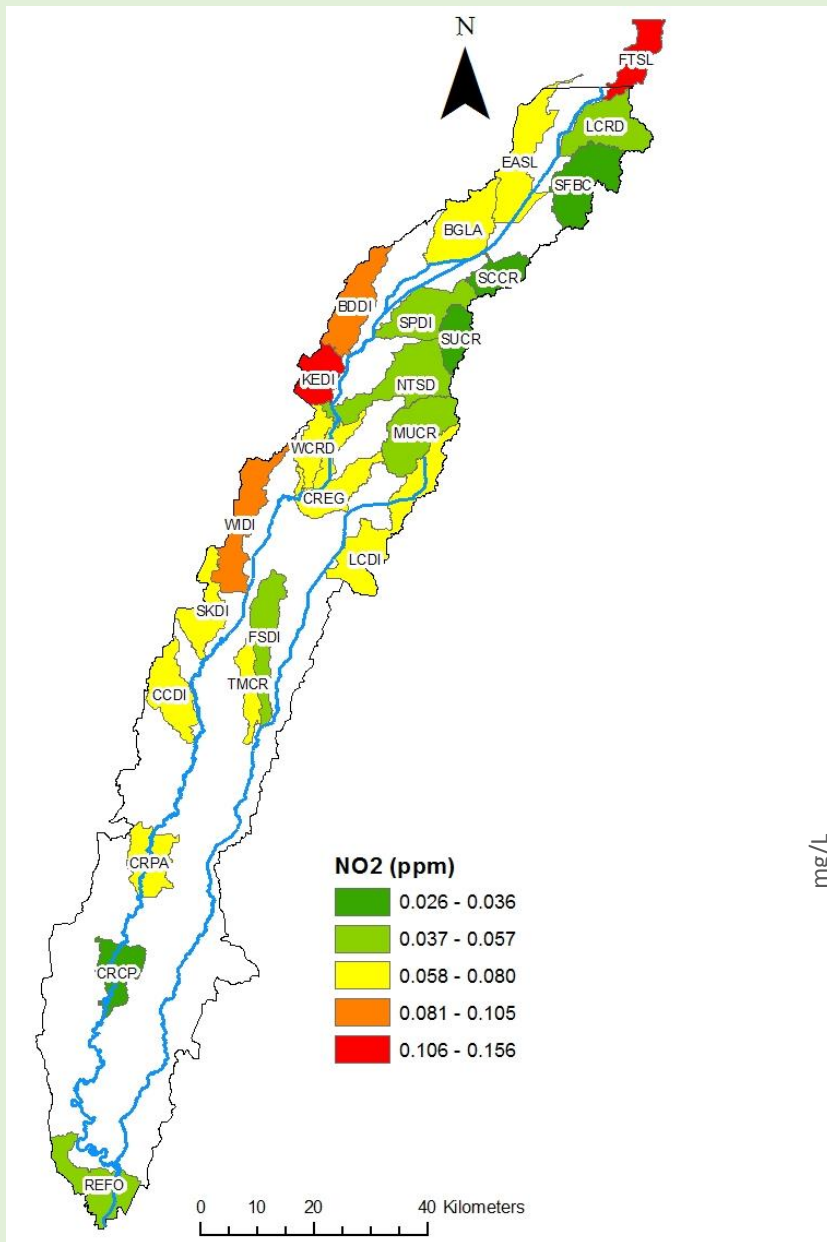 N
FTSL
LCRD
EASL
SFBC
BGLA
SCCR
BDDI
SPDI
SUCR
KEDI
NTSD
MUCR
WCRD
CREG
WIDI
LCDI
SKDI
FSDI
TMCR
CCDI
CRPA
mg/L
NO2 (ppm)
0.026 - 0.036
0.037 - 0.057
0.058 - 0.080
0.081 - 0.105
0.106 - 0.156
CRCP
REFO
0 10 20 40 Kilometers